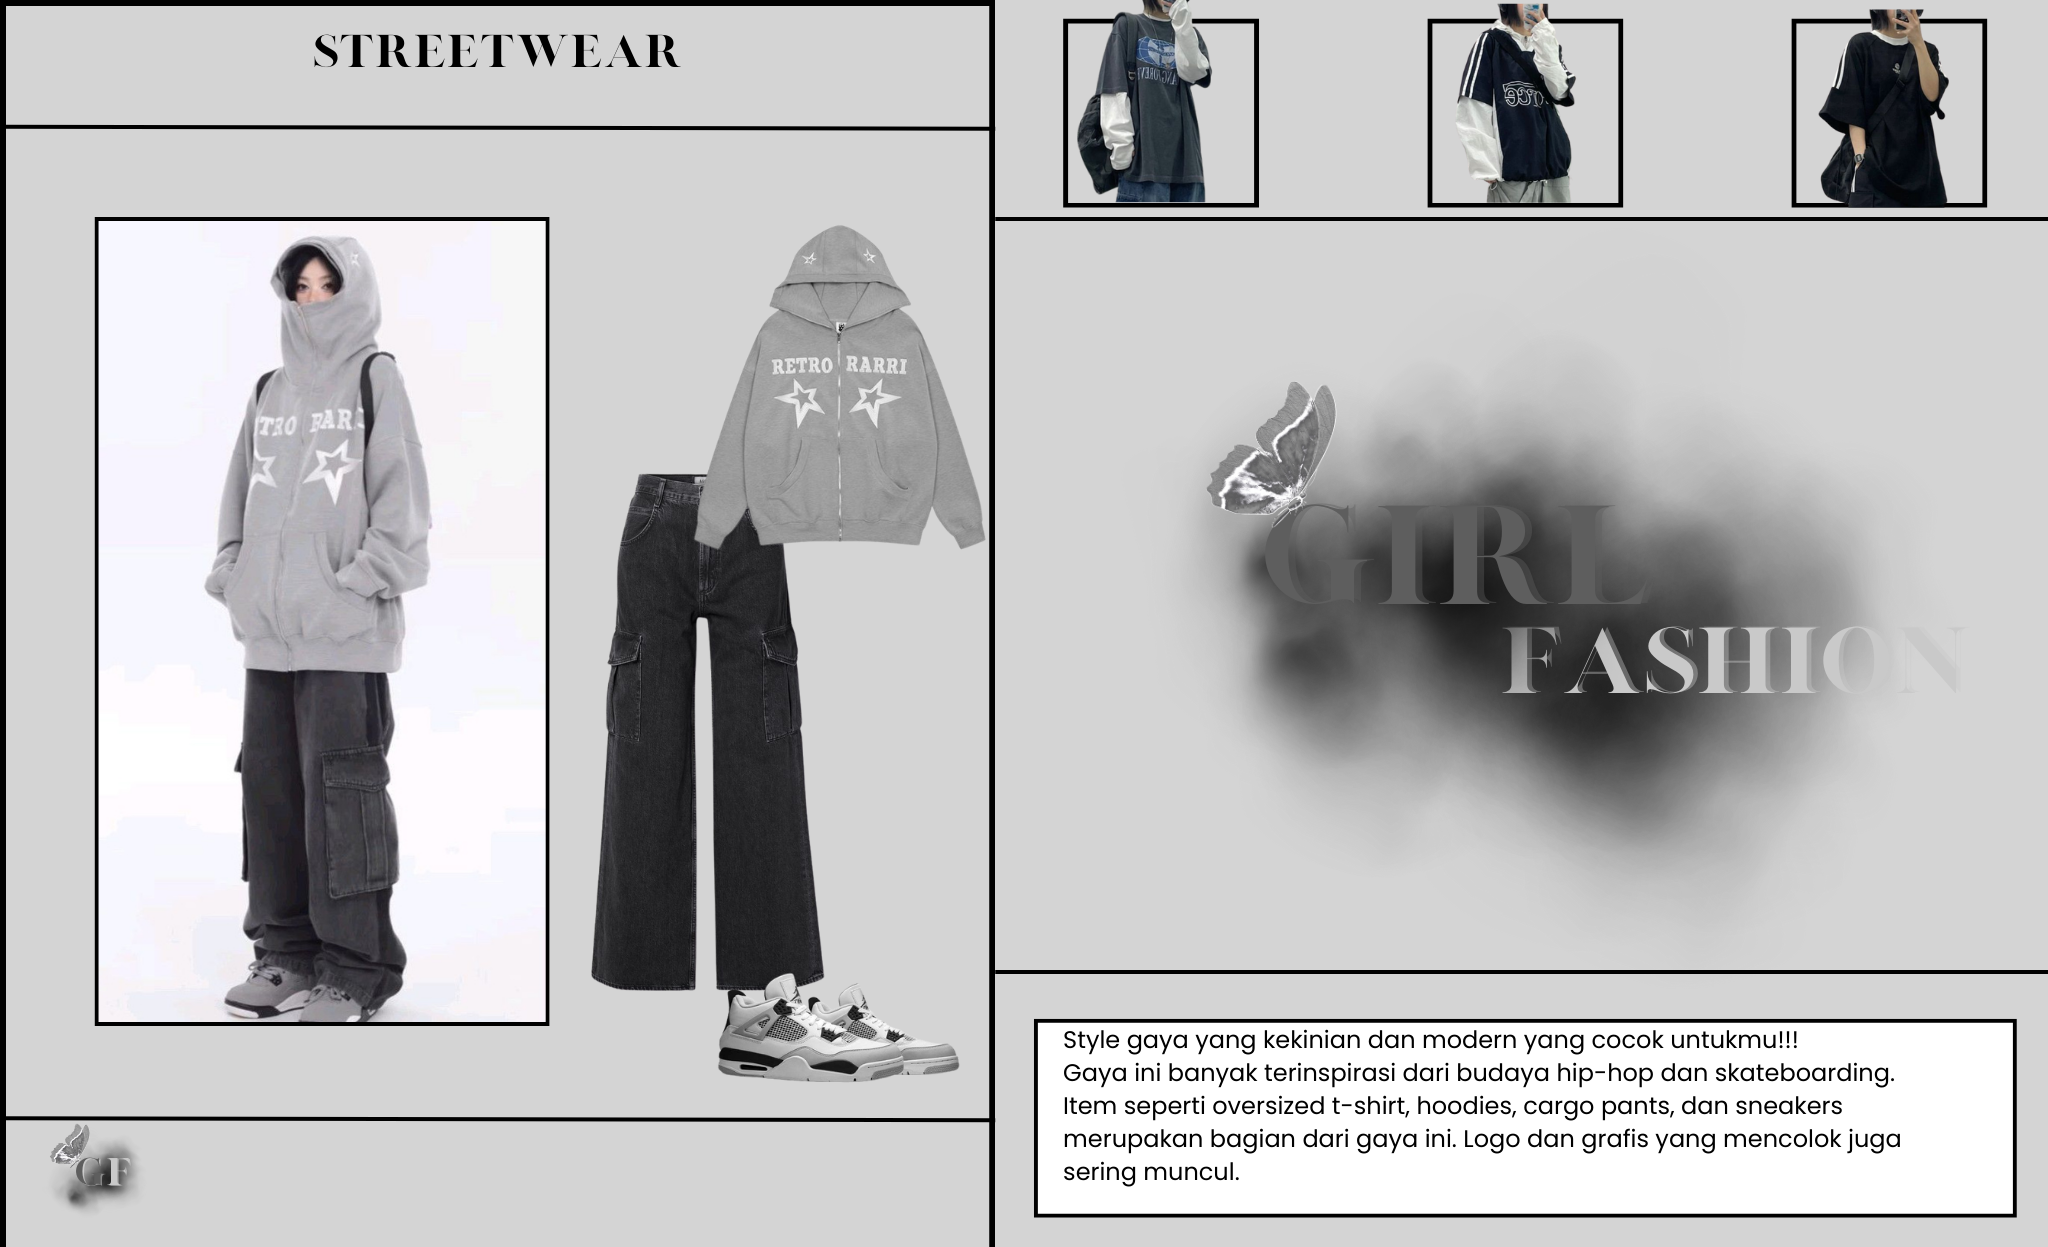 STREETWEAR
RETRO RARRI
TRO RAR
GF
GIRL
FASHION
Style gaya yang kekinian dan modern yang cocok untukmu!!!
Gaya ini banyak terinspirasi dari budaya hip-hop dan skateboarding.
Item seperti oversized t-shirt, hoodies, cargo pants, dan sneakers
merupakan bagian dari gaya ini. Logo dan grafis yang mencolok juga
sering muncul.